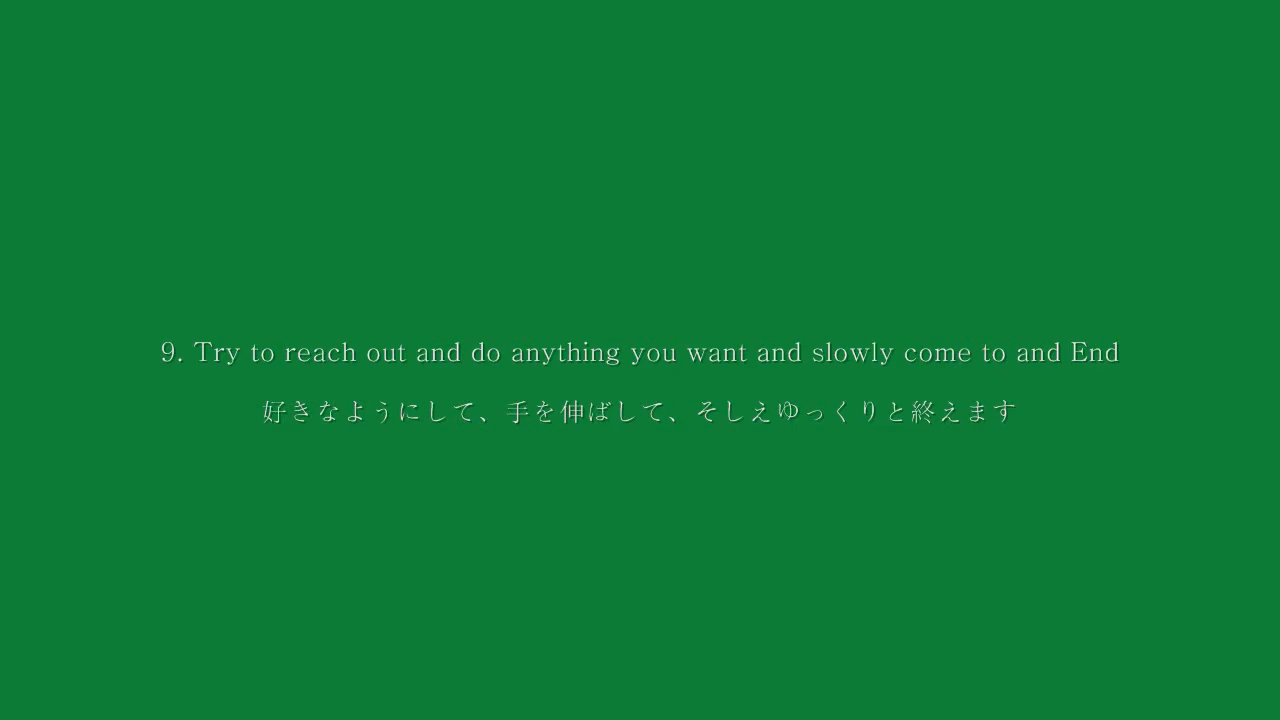 9. Try to reach out and do anything you want and slowly come to and End
好きなようにして、手を伸ばして、そしえゆっくりと終えます